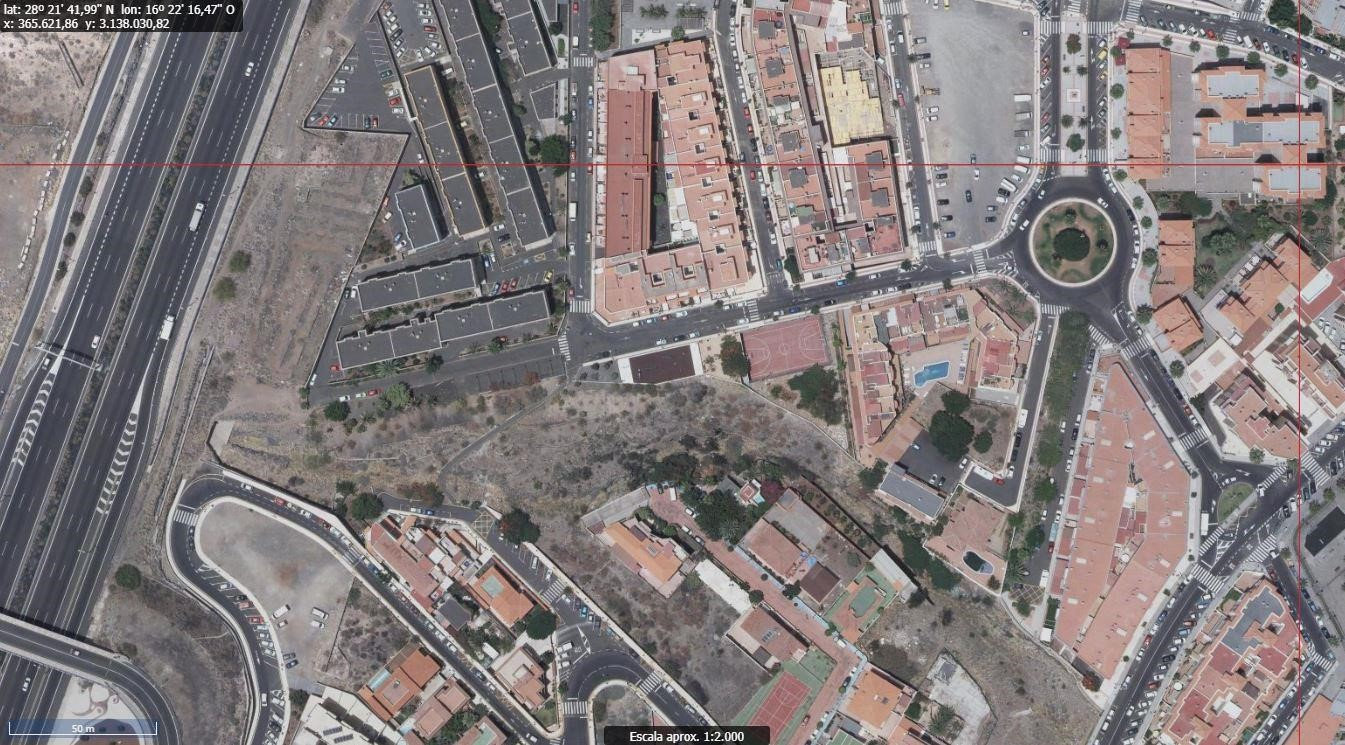 lat: 28º 21' 41,99" N lon: 16º 22' 16,47" O
x: 365.621,86 y: 3.138.030,82
50 m
Escala aprox. 1:2.000